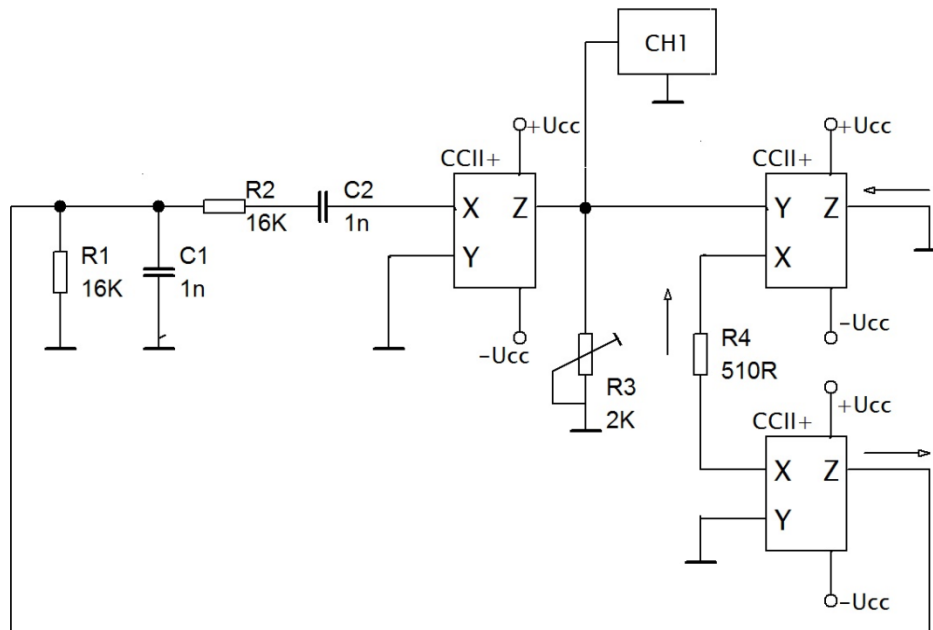 CH1
+Ucc
+Ucc
CCII+
CCII+
R2
C2
16K
1n
X
Z
Y
Z
Y
X
R1
C1
16K
1n
-Ucc
-Ucc
R4
510R
R3
2K
+Ucc
CCII+
X
Z
Y
-Ucc